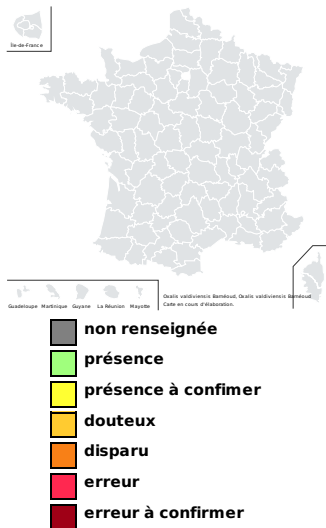 Île-de-France
Oxalis valdiviensis Barnéoud, Oxalis valdiviensis Barnéoud
Carte en cours d'élaboration.
Guadeloupe Martinique Guyane La Réunion Mayotte
non renseignée
présence
présence à confimer
douteux
disparu
erreur
erreur à confirmer